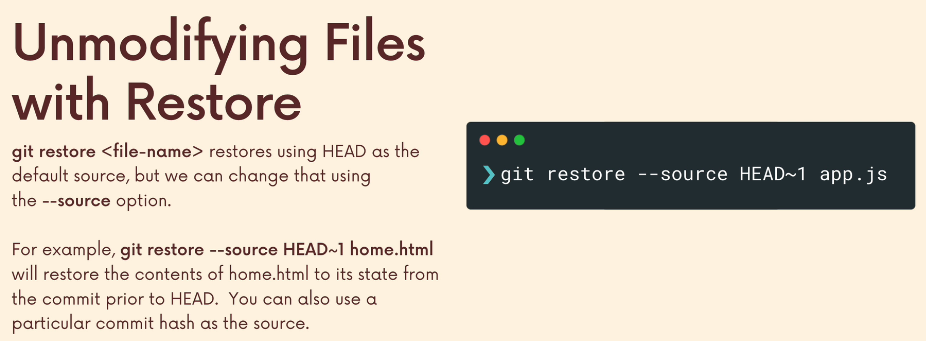 Unmodifying Files
with Restore
git restore <file-name> restores using HEAD as the
default source, but we can change that using
the --source option.
For example, git restore --source HEAD~1 home.html
will restore the contents of home.html to its state from
the commit prior to HEAD.  You can also use a
particular commit hash as the source.
❯git restore --source HEAD~1 app.js